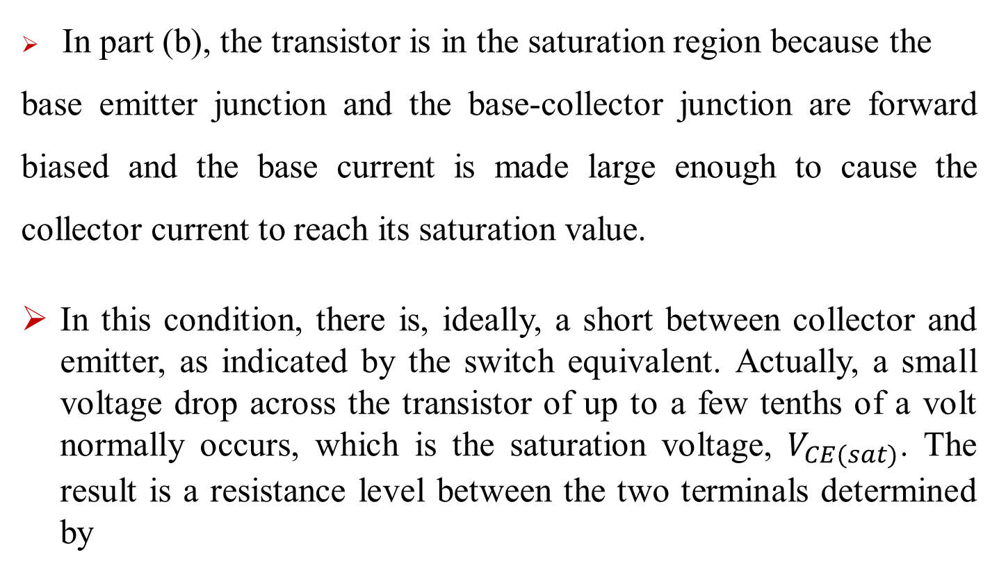 ➢ In part (b), the transistor is in the saturation region because the
base emitter junction and the base-collector junction are forward
biased and the base current is made large enough to cause the
collector current to reach its saturation value.
➢ In this condition, there is, ideally, a short between collector and
emitter, as indicated by the switch equivalent. Actually, a small
voltage drop across the transistor of up to a few tenths of a volt
normally occurs, which is the saturation voltage, V_{CE(sat)}. The
result is a resistance level between the two terminals determined
by